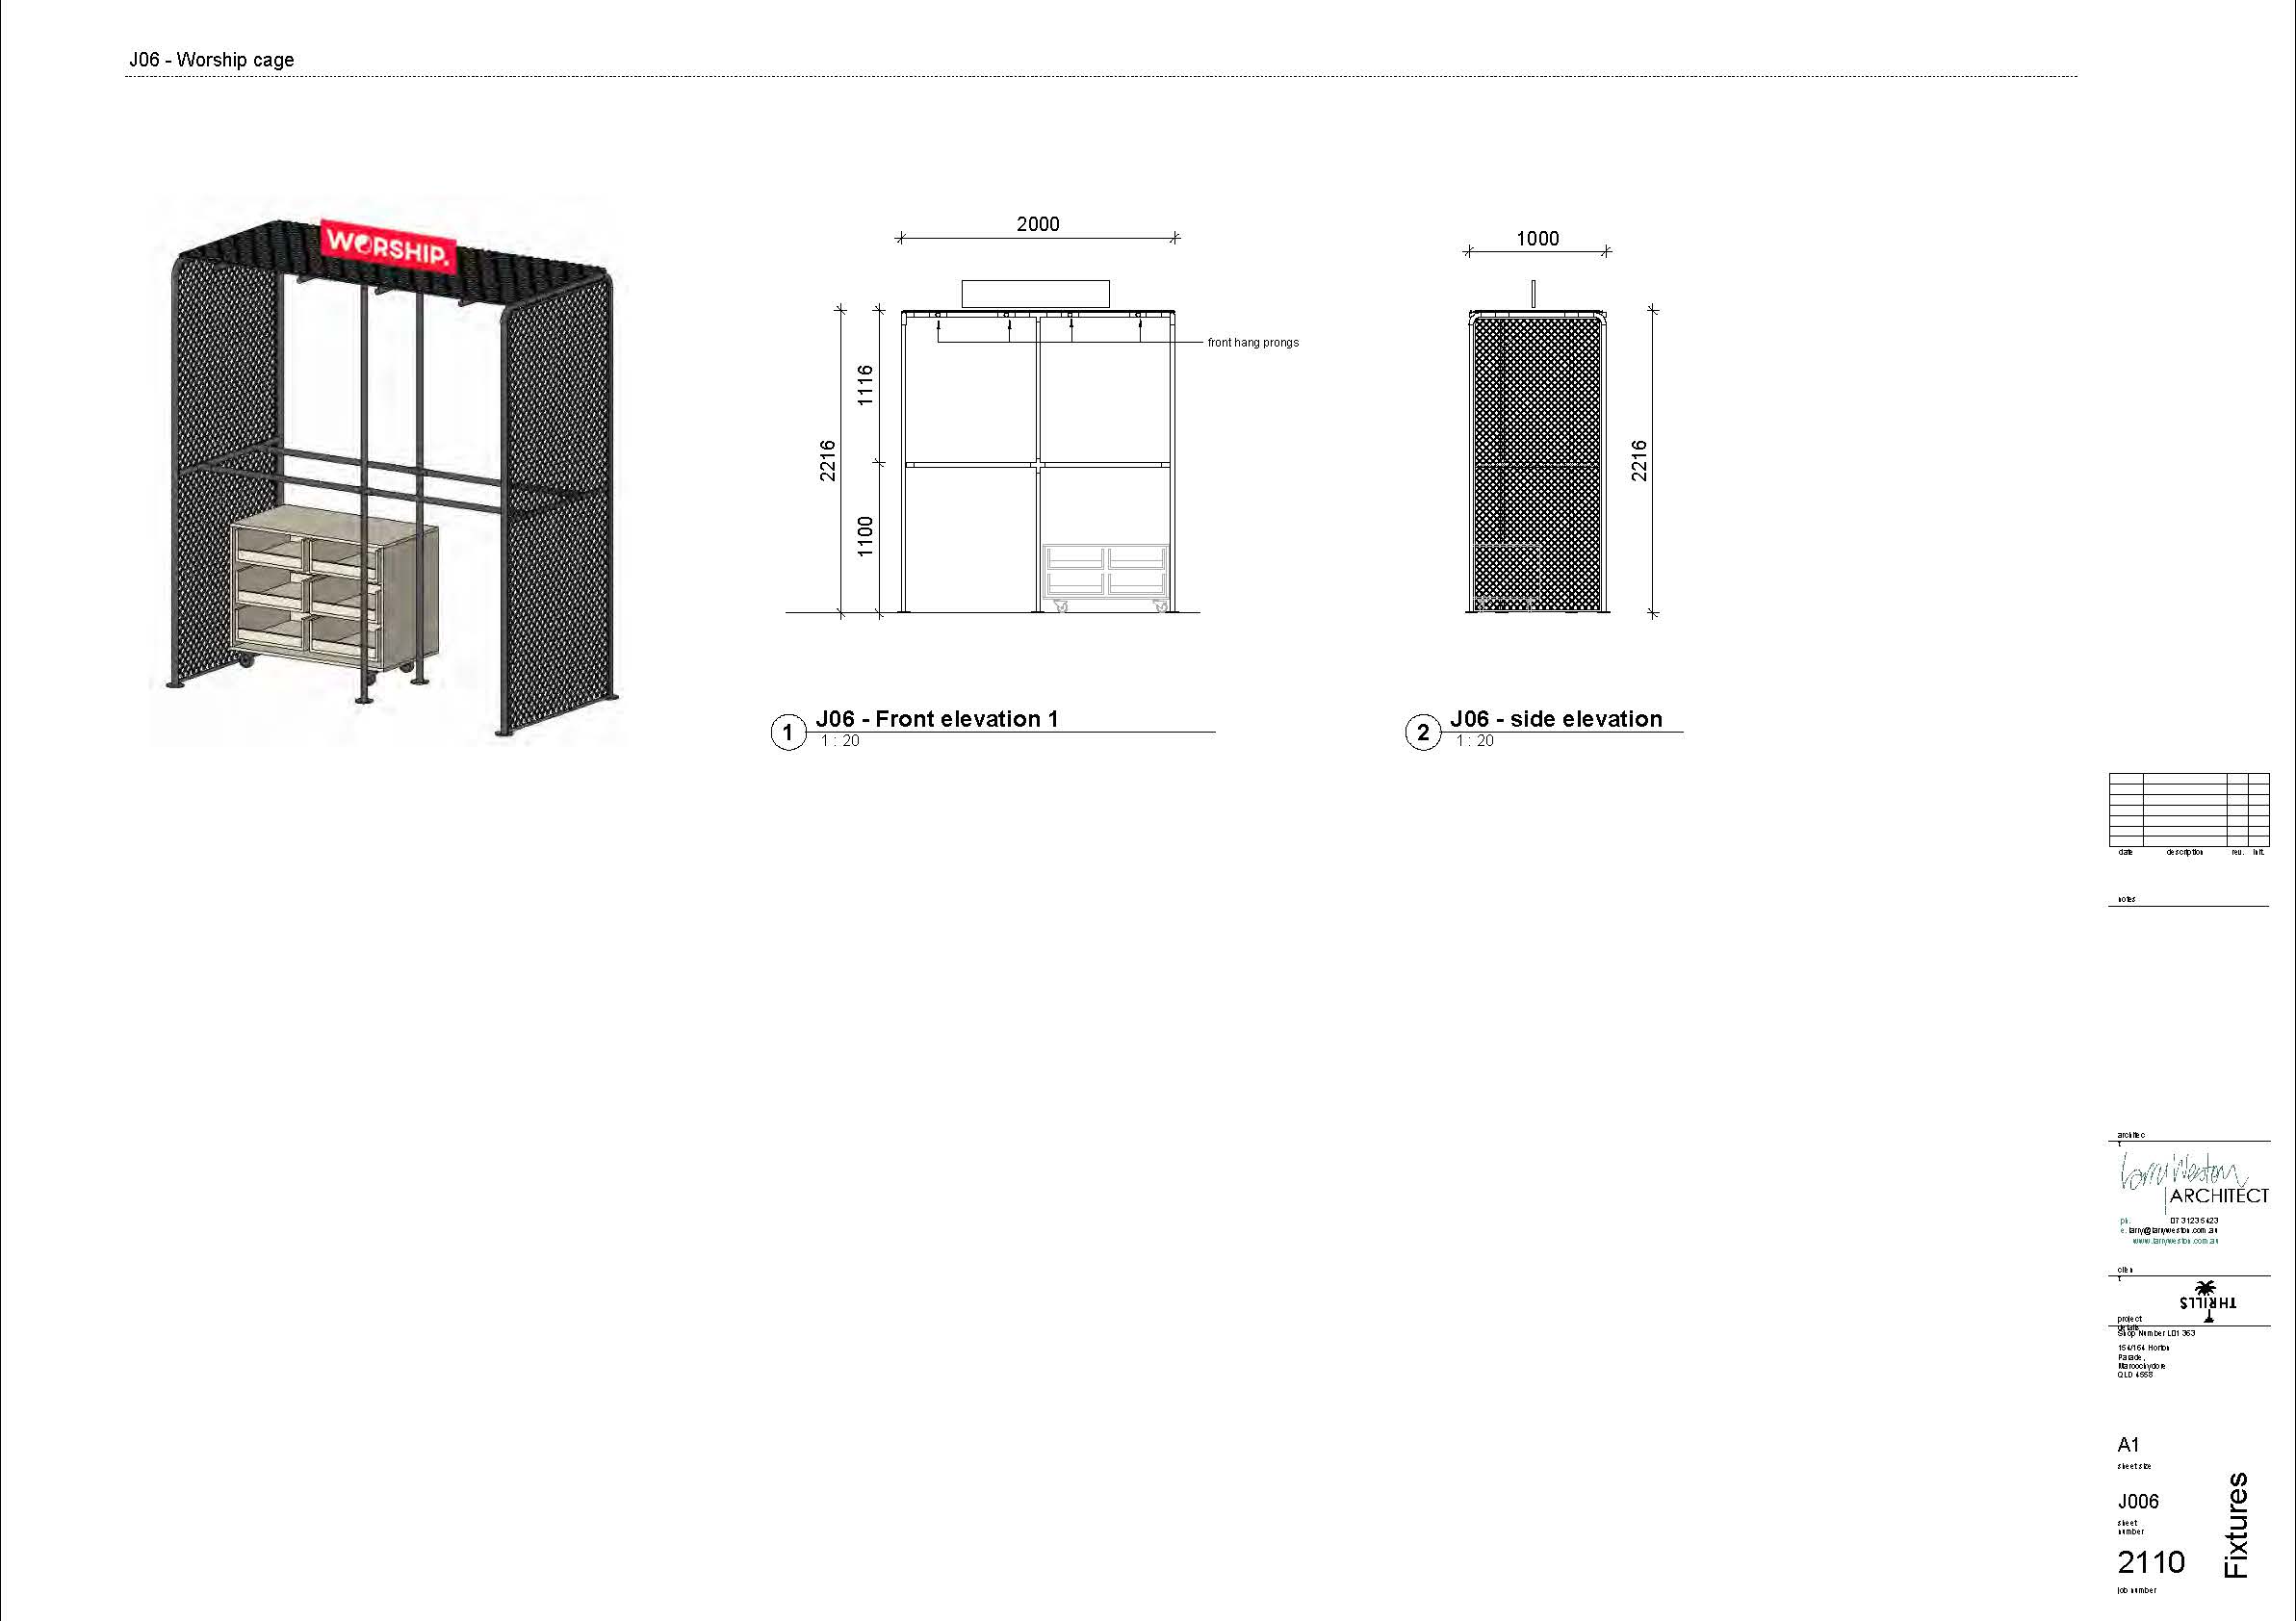 J06 - Worship cage
WORSHIP.
2000
1116
2216
1100
front hang prongs
1
J06 - Front elevation 1
1 : 20
1000
2216
2
J06 - side elevation
1 : 20
date description rev. init.
notes
architec
t
Larry Weston
ARCHITECT
ph. 07 3123 5423
e. larry@larryweston.com.au
www.larryweston.com.au
clien
t
THRILLS
project
details
Shop Number LD1 363
154/164 Horton
Parade,
Maroochydore
QLD 4558
A1
sheet size
J006
sheet
number
2110
job number
Fixtures